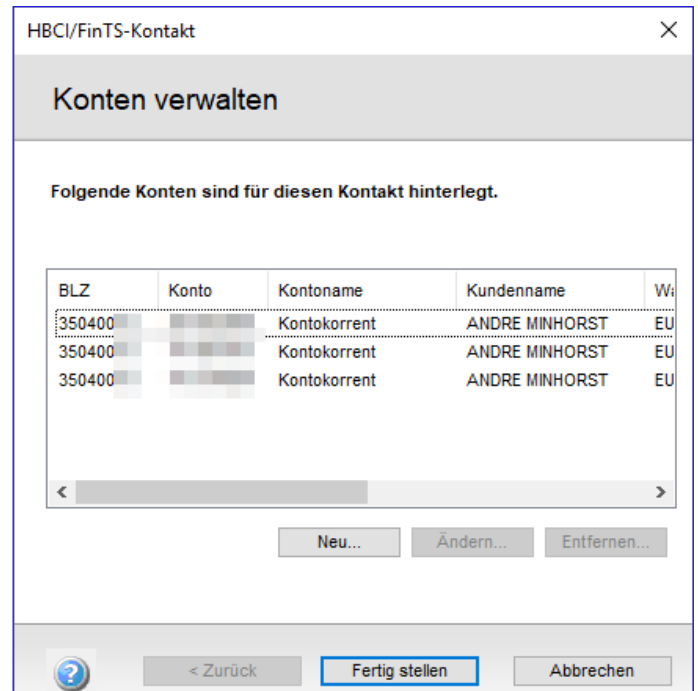 HBCI/FinTS-Kontakt
Konten verwalten
Folgende Konten sind für diesen Kontakt hinterlegt.
BLZ Konto Kontoname Kundenname
350400 Kontokorrent ANDRE MINHORST EU
350400 Kontokorrent ANDRE MINHORST EU
350400 Kontokorrent ANDRE MINHORST EU
Neu... Ändern... Entfernen...
< Zurück Fertig stellen Abbrechen